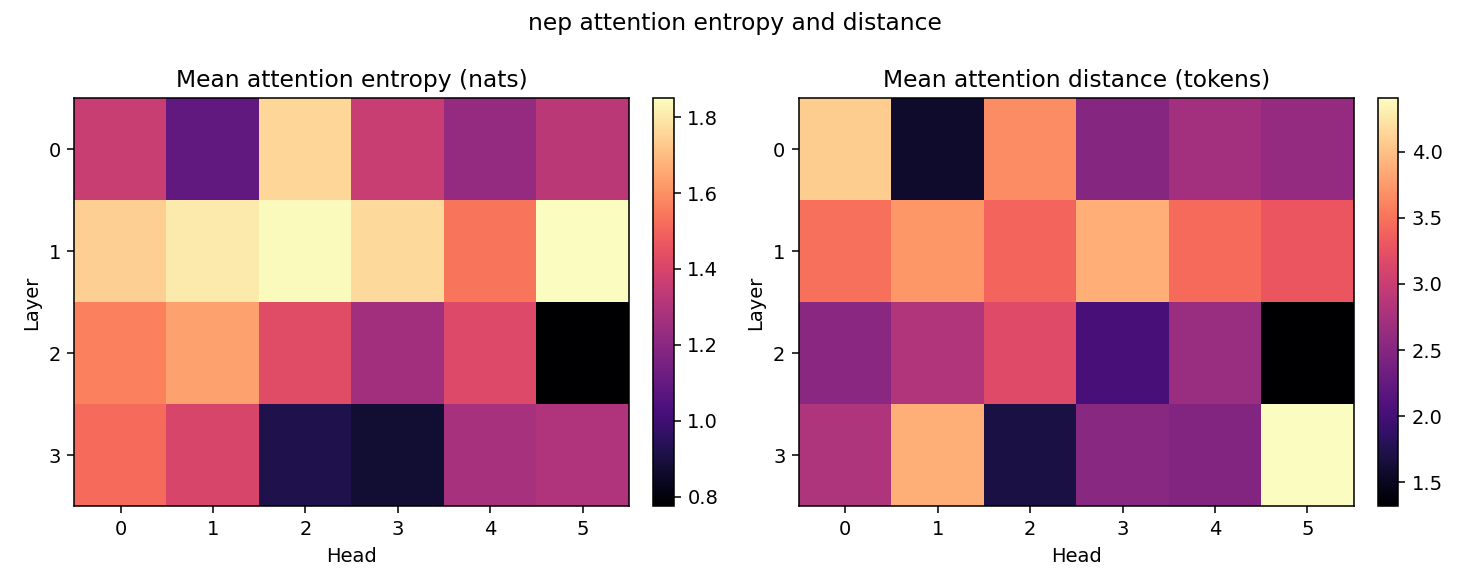 nep attention entropy and distance
Mean attention entropy (nats)
Layer
0
1
2
3
0 1 2 3 4 5
Head
1.8
1.6
1.4
1.2
1.0
0.8
Mean attention distance (tokens)
Layer
0
1
2
3
0 1 2 3 4 5
Head
4.0
3.5
3.0
2.5
2.0
1.5